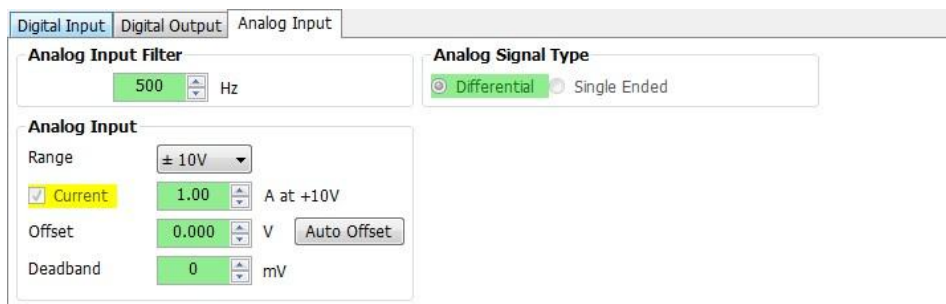 Digital Input Digital Output Analog Input
Analog Input Filter
500 Hz
Analog Signal Type
Differential Single Ended
Analog Input
Range ± 10V
Current 1.00 A at +10V
Offset 0.000 V Auto Offset
Deadband 0 mV